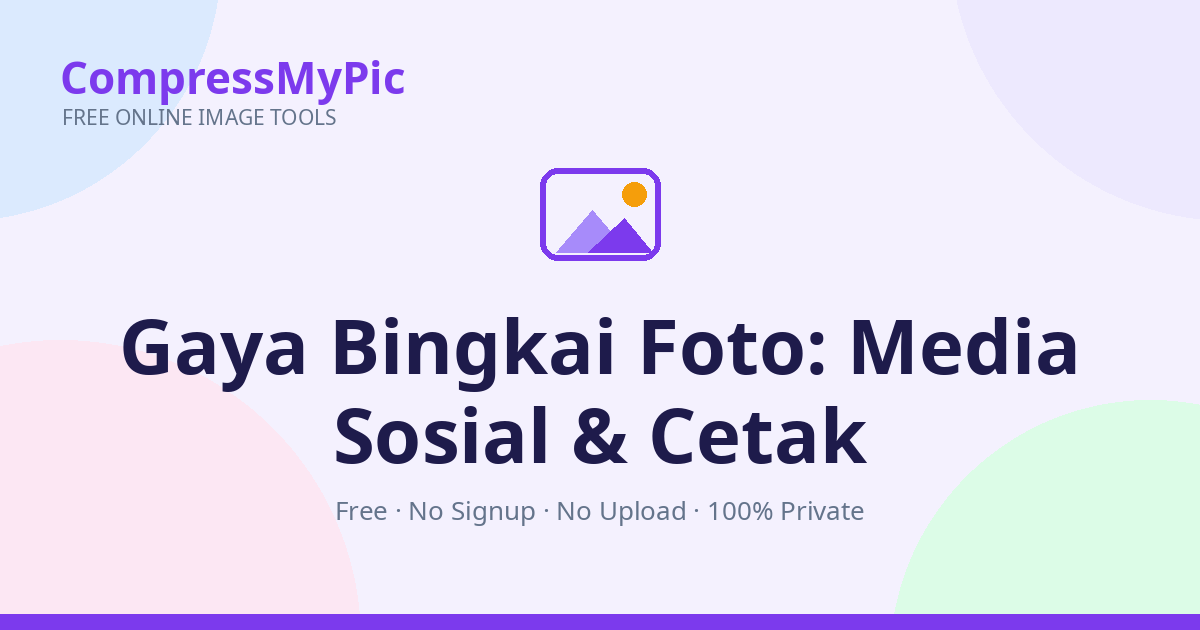 CompressMyPic
FREE ONLINE IMAGE TOOLS
Gaya Bingkai Foto: Media
Sosial & Cetak
Free · No Signup · No Upload · 100% Private